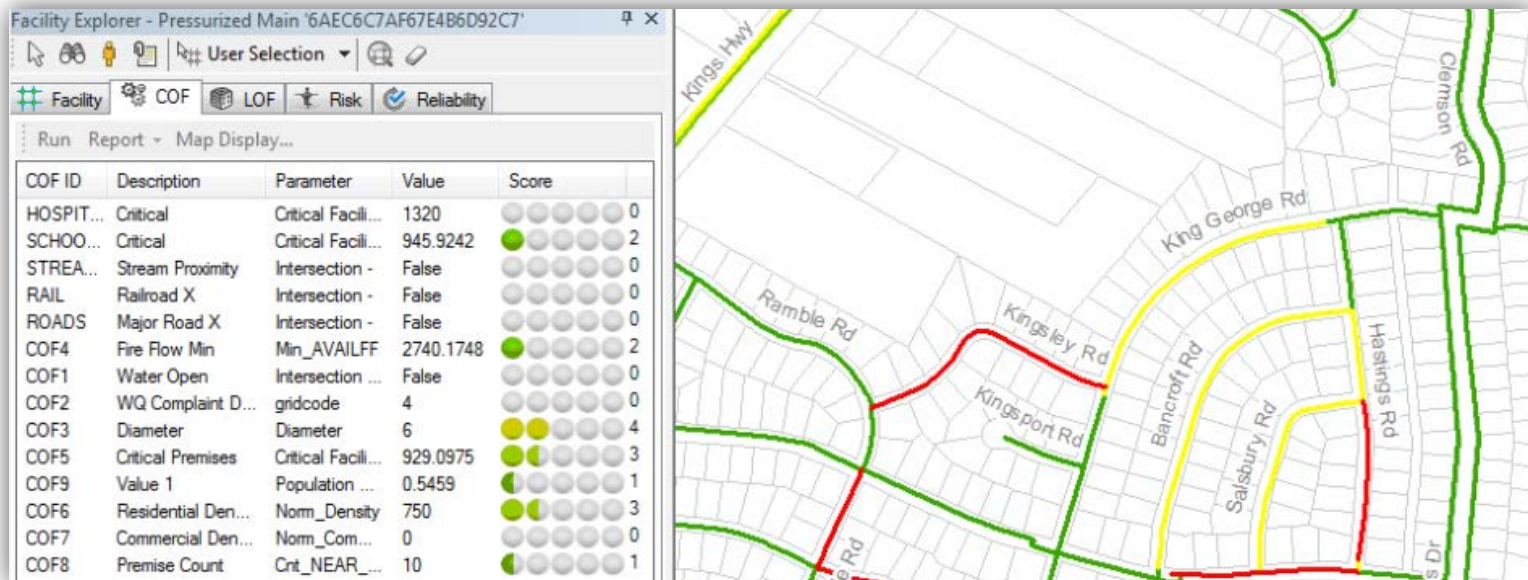 Facility Explorer - Pressurized Main '6AEC6C7AF67E4B6D92C7'
User Selection
Facility COF LOF Risk Reliability
Run Report Map Display...
COF ID Description Parameter Value Score
HOSPIT... Critical Critical Facili... 1320 0
SCHOO... Critical Critical Facili... 945.9242 2
STREA... Stream Proximity Intersection - False 0
RAIL Railroad X Intersection - False 0
ROADS Major Road X Intersection - False 0
COF4 Fire Flow Min Min_AVAILFF 2740.1748 2
COF1 Water Open Intersection ... False 0
COF2 WQ Complaint D... gridcode 4 0
COF3 Diameter Diameter 6 4
COF5 Critical Premises Critical Facili... 929.0975 3
COF9 Value 1 Population ... 0.5459 1
COF6 Residential Den... Norm_Density 750 3
COF7 Commercial Den... Norm_Com... 0 0
COF8 Premise Count Cnt_NEAR_... 10 1
Kings Hwy
Clemson Rd
King George Rd
Ramble Rd
Kingsley Rd
Hastings Rd
Bancroft Rd
Kingsport Rd
Salsbury Rd
e Rd
s Dr